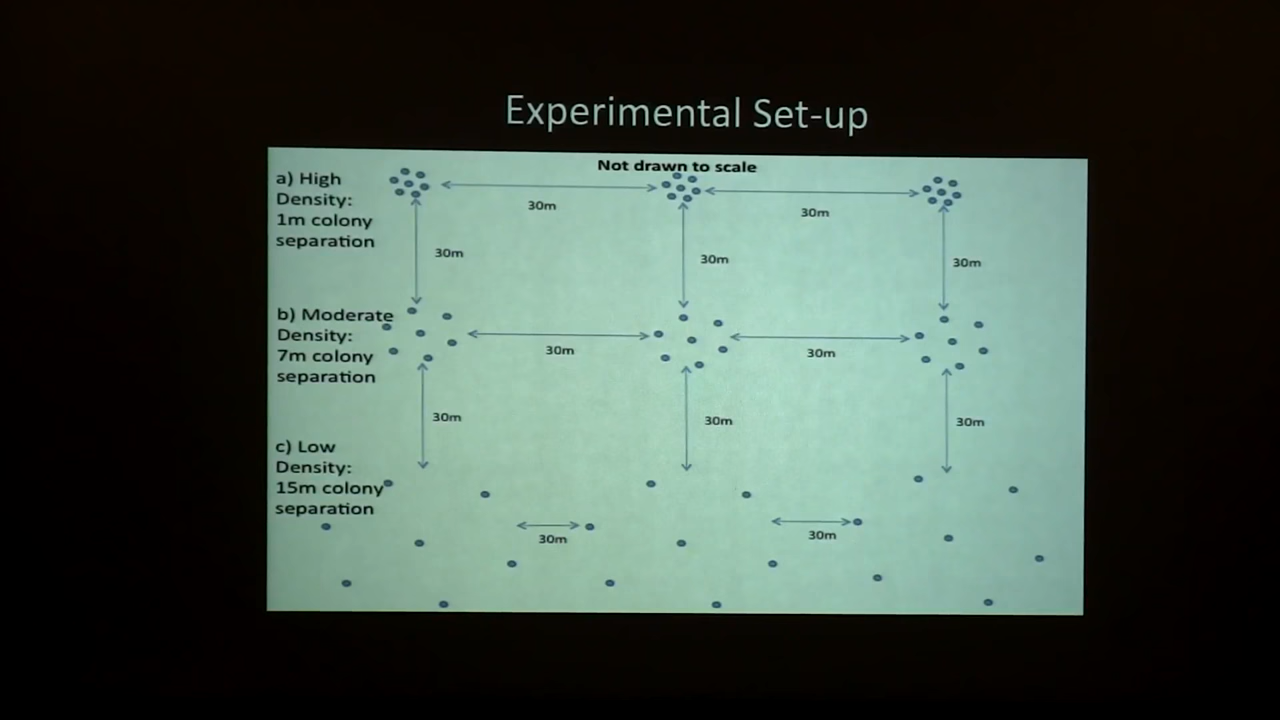 Experimental Set-up
Not drawn to scale
a) High
Density:
1m colony
separation
30m
30m
30m
30m
30m
b) Moderate
Density:
7m colony
separation
30m
30m
30m
30m
30m
c) Low
Density:
15m colony
separation
30m
30m